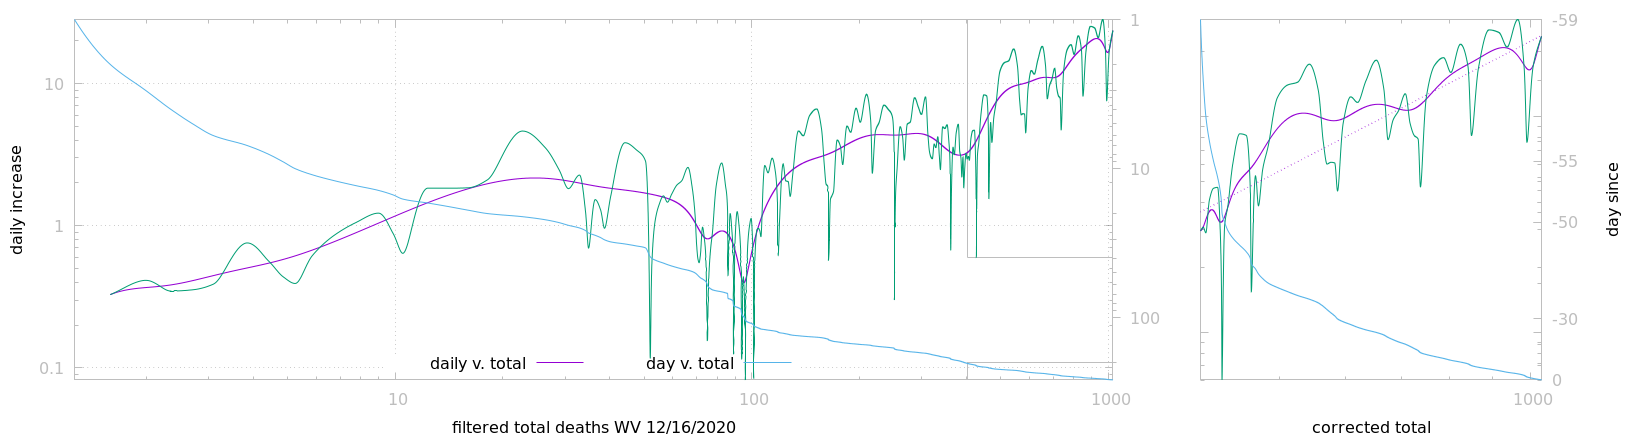 1
-59
10
-55
daily increase
10
day since
1
-50
100
-30
0.1
daily v. total
day v. total
0
10
100
1000
1000
filtered total deaths WV 12/16/2020
corrected total